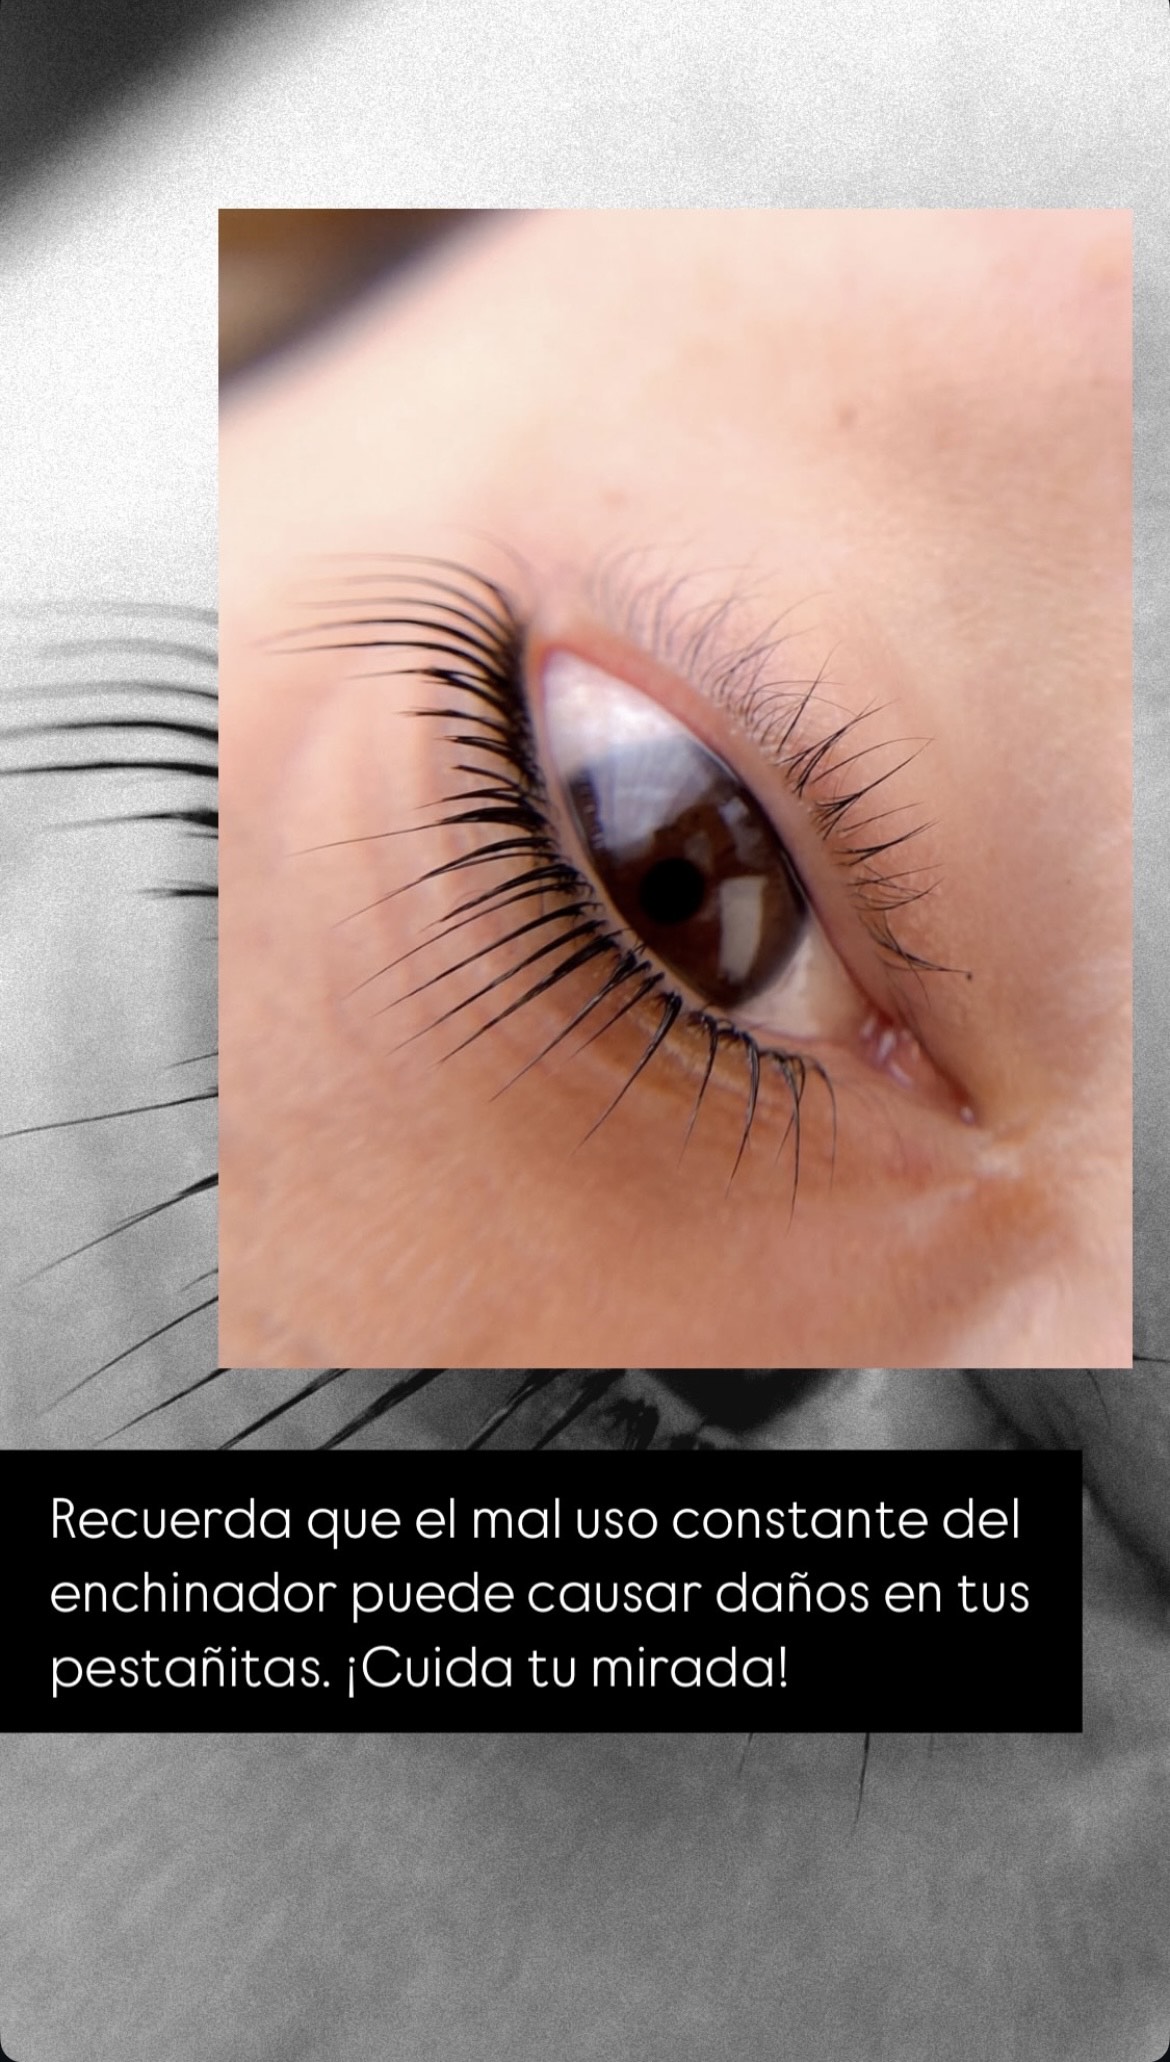 Recuerda que el mal uso constante del
enchinador puede causar daños en tus
pestañitas. ¡Cuida tu mirada!